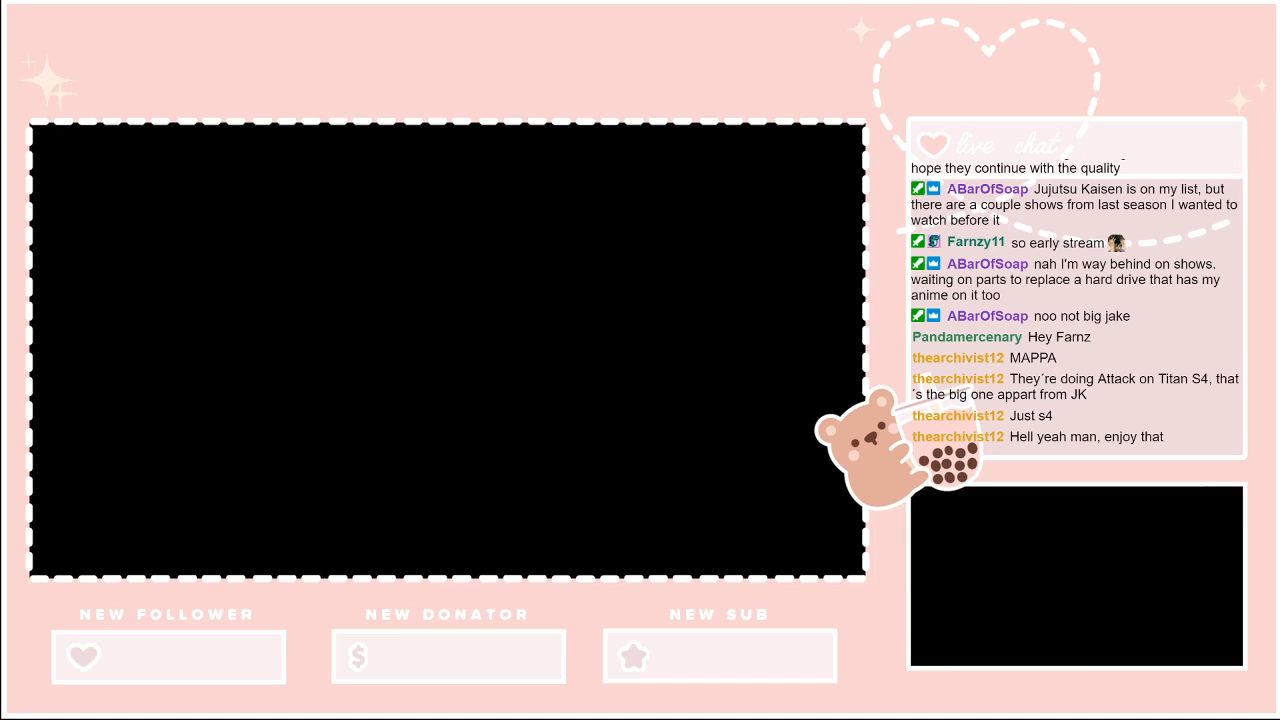 live chat
hope they continue with the quality
ABarOfSoap Jujutsu Kaisen is on my list, but
there are a couple shows from last season I wanted to
watch before it
Farnzy11 so early stream
ABarOfSoap nah I'm way behind on shows.
waiting on parts to replace a hard drive that has my
anime on it too
ABarOfSoap noo not big jake
Pandamercenary Hey Farnz
thearchivist12 MAPPA
thearchivist12 They´re doing Attack on Titan S4, that
´s the big one appart from JK
thearchivist12 Just s4
thearchivist12 Hell yeah man, enjoy that
NEW FOLLOWER
NEW DONATOR
NEW SUB
$